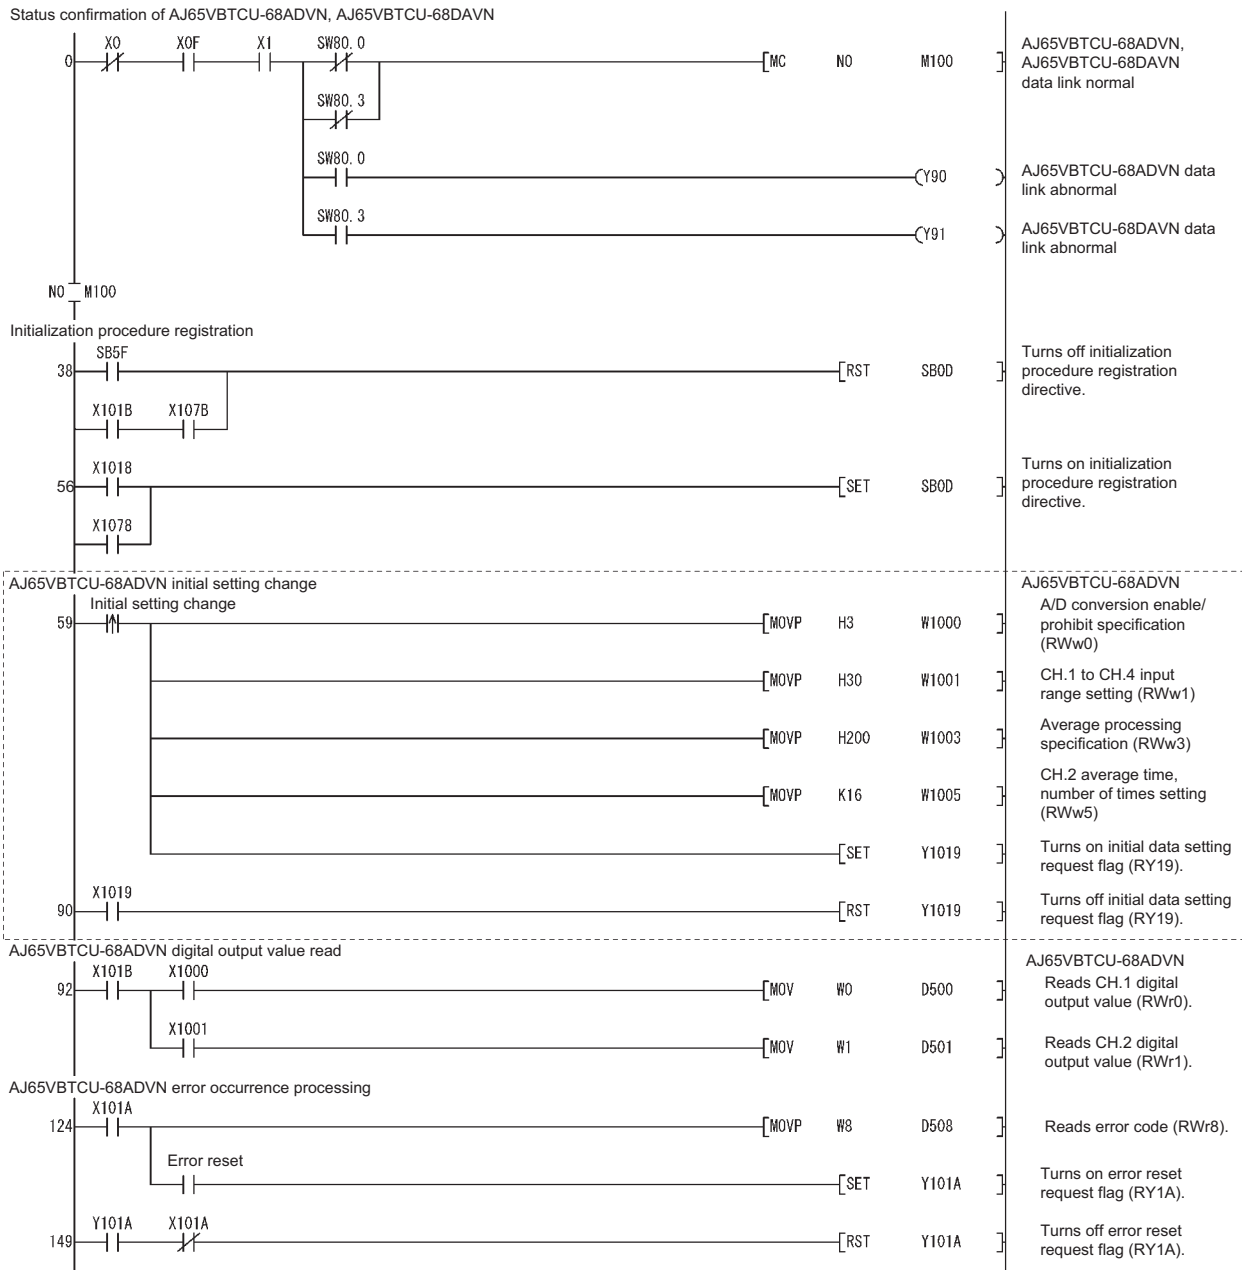 Status confirmation of AJ65VBTCU-68ADVN, AJ65VBTCU-68DAVN
X0 X0F X1 SW80. 0
0 [MC N0 M100 ]
AJ65VBTCU-68ADVN,
AJ65VBTCU-68DAVN
data link normal
SW80. 3
SW80. 0
(Y90 )
AJ65VBTCU-68ADVN data
link abnormal
SW80. 3
(Y91 )
AJ65VBTCU-68DAVN data
link abnormal
N0 M100
Initialization procedure registration
SB5F
38 [RST SB0D ]
Turns off initialization
procedure registration
directive.
X101B X107B
X1018
56 [SET SB0D ]
Turns on initialization
procedure registration
directive.
X1078
AJ65VBTCU-68ADVN initial setting change
AJ65VBTCU-68ADVN
Initial setting change
59 [MOVP H3 W1000 ]
A/D conversion enable/
prohibit specification
(RWw0)
[MOVP H30 W1001 ]
CH.1 to CH.4 input
range setting (RWw1)
[MOVP H200 W1003 ]
Average processing
specification (RWw3)
[MOVP K16 W1005 ]
CH.2 average time,
number of times setting
(RWw5)
[SET Y1019 ]
Turns on initial data setting
request flag (RY19).
X1019
90 [RST Y1019 ]
Turns off initial data setting
request flag (RY19).
AJ65VBTCU-68ADVN digital output value read
AJ65VBTCU-68ADVN
X101B X1000
92 [MOV W0 D500 ]
Reads CH.1 digital
output value (RWr0).
X1001
[MOV W1 D501 ]
Reads CH.2 digital
output value (RWr1).
AJ65VBTCU-68ADVN error occurrence processing
X101A
124 [MOVP W8 D508 ]
Reads error code (RWr8).
Error reset
[SET Y101A ]
Turns on error reset
request flag (RY1A).
Y101A X101A
149 [RST Y101A ]
Turns off error reset
request flag (RY1A).